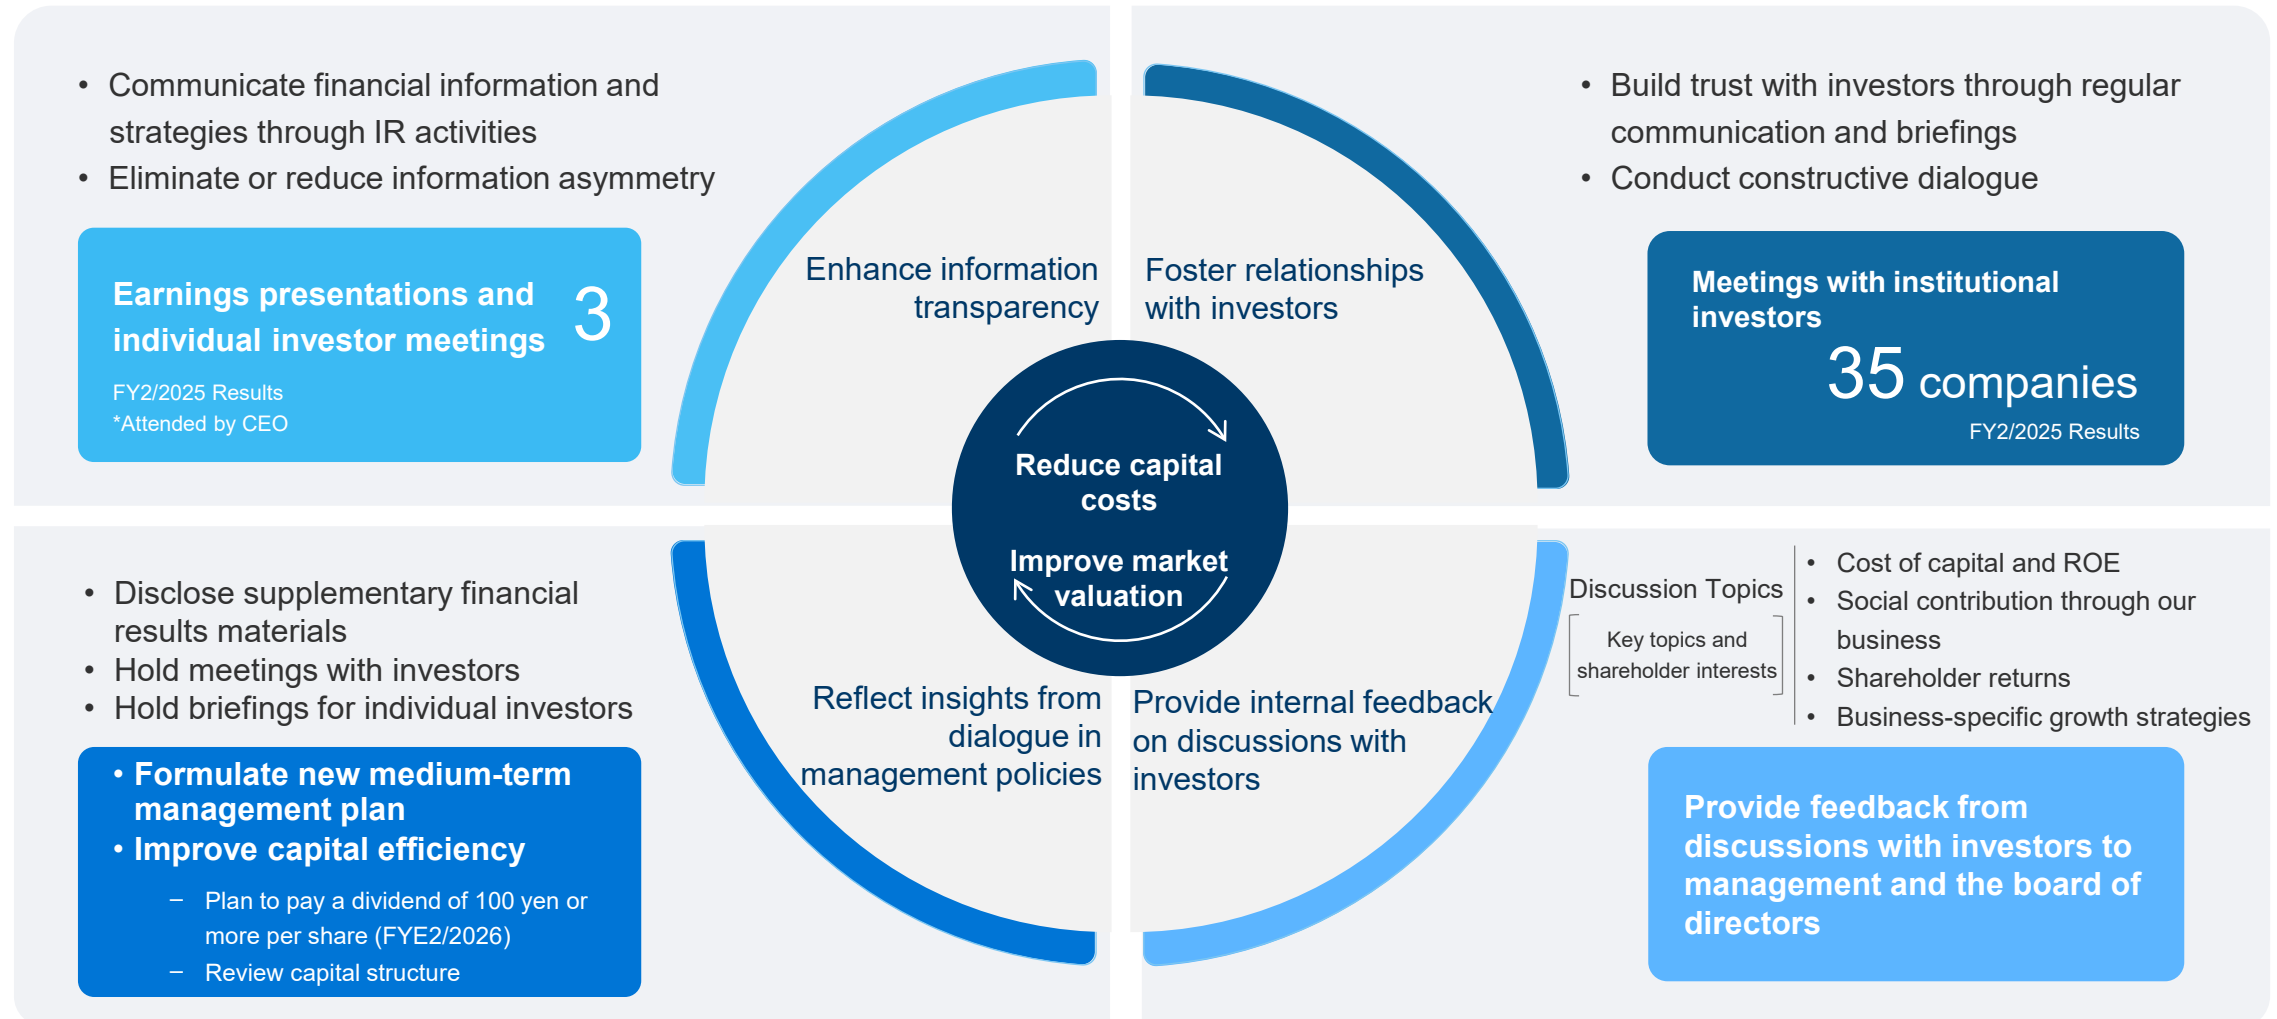 • Communicate financial information and
strategies through IR activities
• Eliminate or reduce information asymmetry
Earnings presentations and
individual investor meetings
3
FY2/2025 Results
*Attended by CEO
Enhance information
transparency
Foster relationships
with investors
• Build trust with investors through regular
communication and briefings
• Conduct constructive dialogue
Meetings with institutional
investors
35 companies
FY2/2025 Results
Reduce capital
costs
Improve market
valuation
• Disclose supplementary financial
results materials
• Hold meetings with investors
• Hold briefings for individual investors
• Formulate new medium-term
management plan
• Improve capital efficiency
– Plan to pay a dividend of 100 yen or
more per share (FYE2/2026)
– Review capital structure
Reflect insights from
dialogue in
management policies
Provide internal feedback
on discussions with
investors
Discussion Topics
Key topics and
shareholder interests
• Cost of capital and ROE
• Social contribution through our
business
• Shareholder returns
• Business-specific growth strategies
Provide feedback from
discussions with investors to
management and the board of
directors